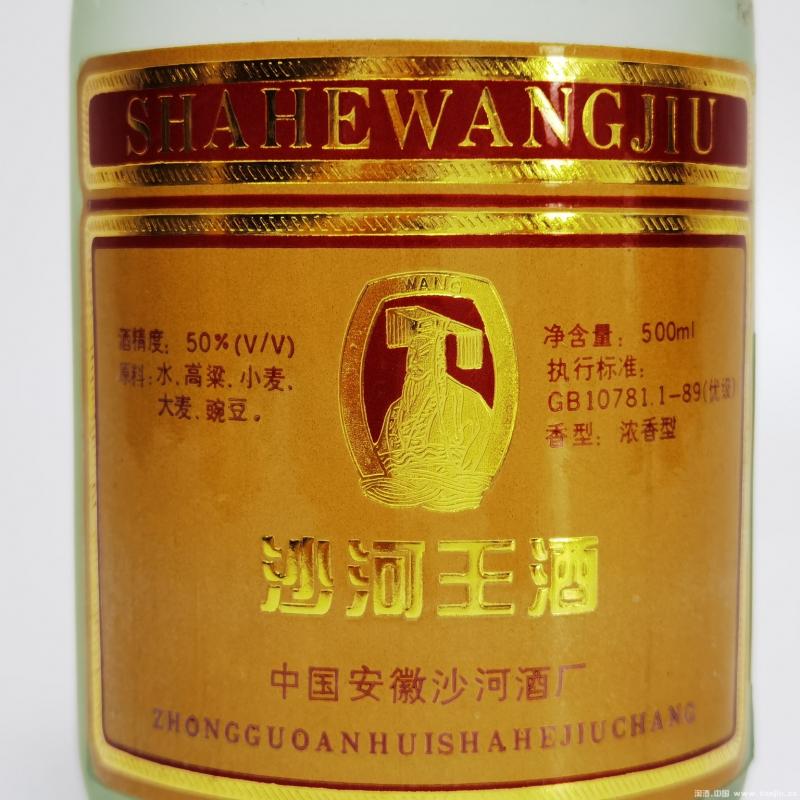 SHAHEWANGJIU
WANG
酒精度：50%(V/V)
原料：水、高粱、小麦、
大麦、豌豆。
净含量：500ml
执行标准：
GB10781.1-89(优级)
香型：浓香型
沙河王酒
中国安徽沙河酒厂
ZHONGGUOANHUISHAHEJIUCHANG